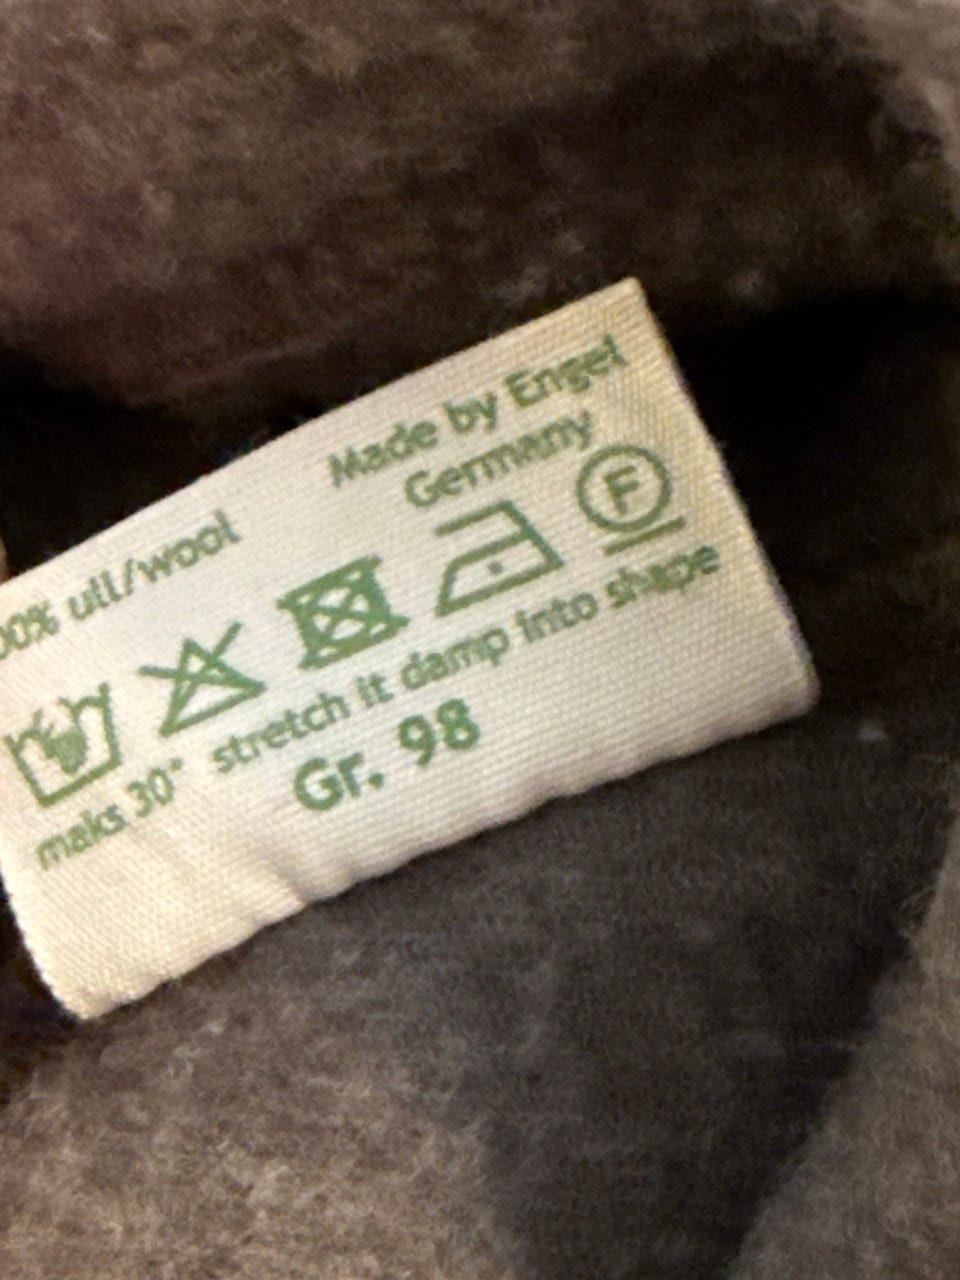 Made by Engel
Germany
00% ull/wool
F
maks 30° stretch it damp into shape
Gr. 98